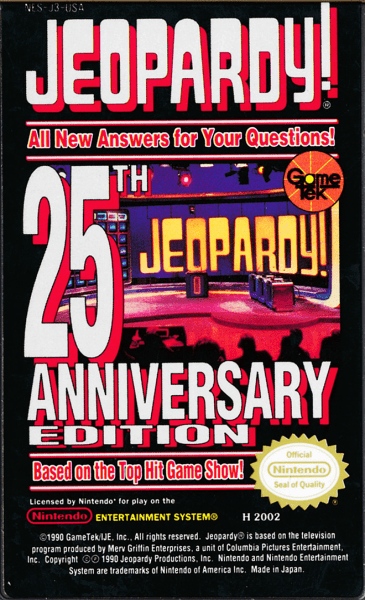 NES-J3-USA
JEOPARDY!®
All New Answers for Your Questions!
25TH
Game
Tek
JEOPARDY!
ANNIVERSARY
EDITION
Based on the Top Hit Game Show!
Official
Nintendo
Seal of Quality
Licensed by Nintendo® for play on the
Nintendo ENTERTAINMENT SYSTEM® H 2002
©1990 GameTek/IJE, Inc., All rights reserved. Jeopardy® is based on the television
program produced by Merv Griffin Enterprises, a unit of Columbia Pictures Entertainment,
Inc. Copyright ©Ⓟ 1990 Jeopardy Productions, Inc. Nintendo and Nintendo Entertainment
System are trademarks of Nintendo of America Inc. Made in Japan.